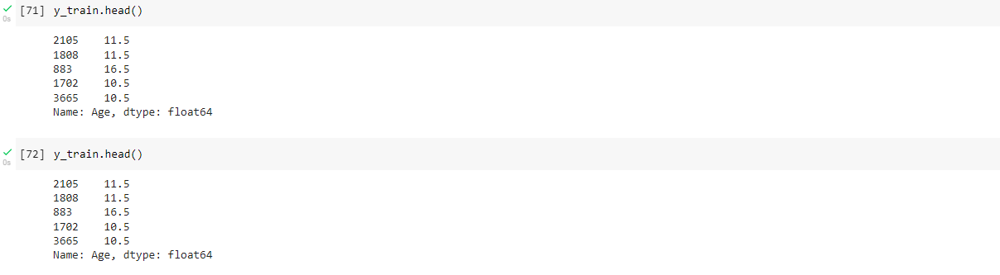 [71] y_train.head()
0s
2105    11.5
1808    11.5
883     16.5
1702    10.5
3665    10.5
Name: Age, dtype: float64
[72] y_train.head()
0s
2105    11.5
1808    11.5
883     16.5
1702    10.5
3665    10.5
Name: Age, dtype: float64